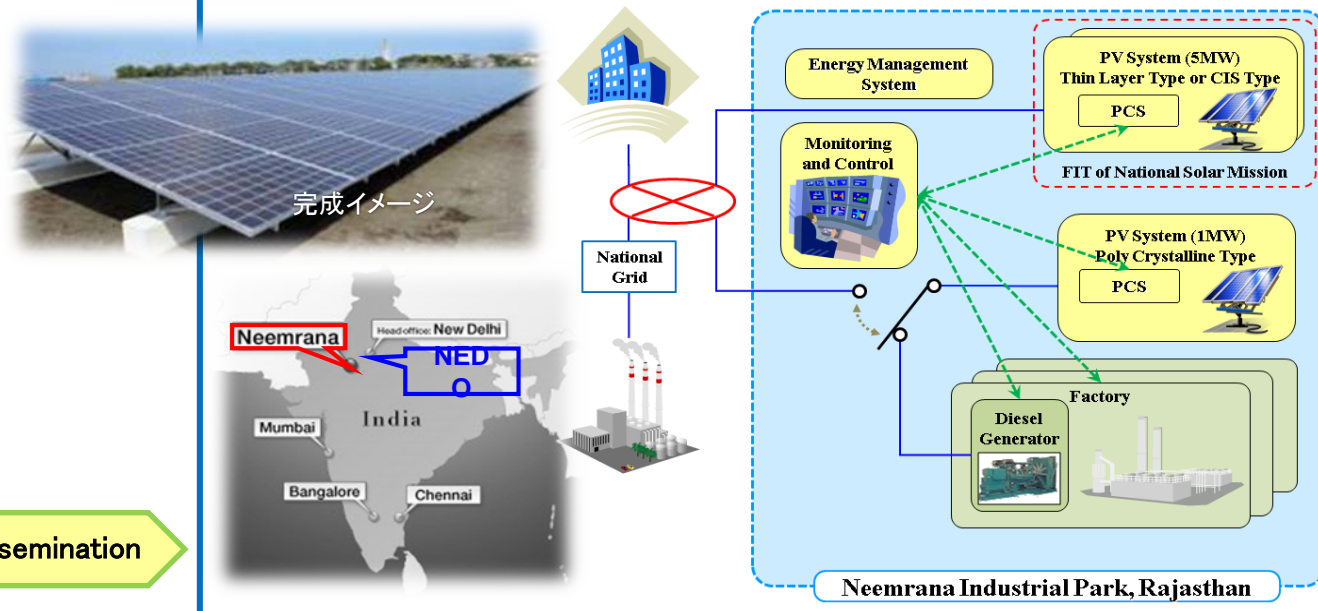 完成イメージ
Neemrana
Head office: New Delhi
NED
O
India
Mumbai
Bangalore
Chennai
semination
National
Grid
Energy Management
System
Monitoring
and Control
PV System (5MW)
Thin Layer Type or CIS Type
PCS
FIT of National Solar Mission
PV System (1MW)
Poly Crystalline Type
PCS
Factory
Diesel
Generator
Neemrana Industrial Park, Rajasthan